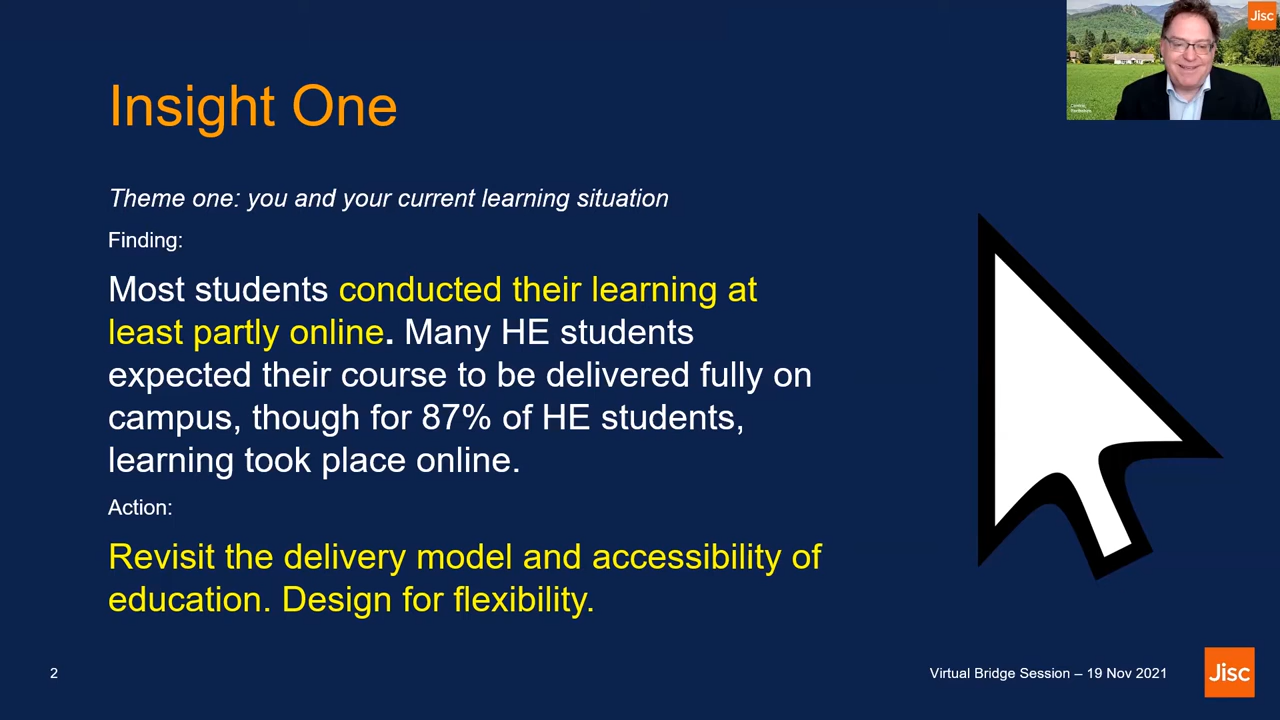 Jisc
Insight One
Theme one: you and your current learning situation
Finding:
Most students conducted their learning at
least partly online. Many HE students
expected their course to be delivered fully on
campus, though for 87% of HE students,
learning took place online.
Action:
Revisit the delivery model and accessibility of
education. Design for flexibility.
2
Virtual Bridge Session – 19 Nov 2021
Jisc